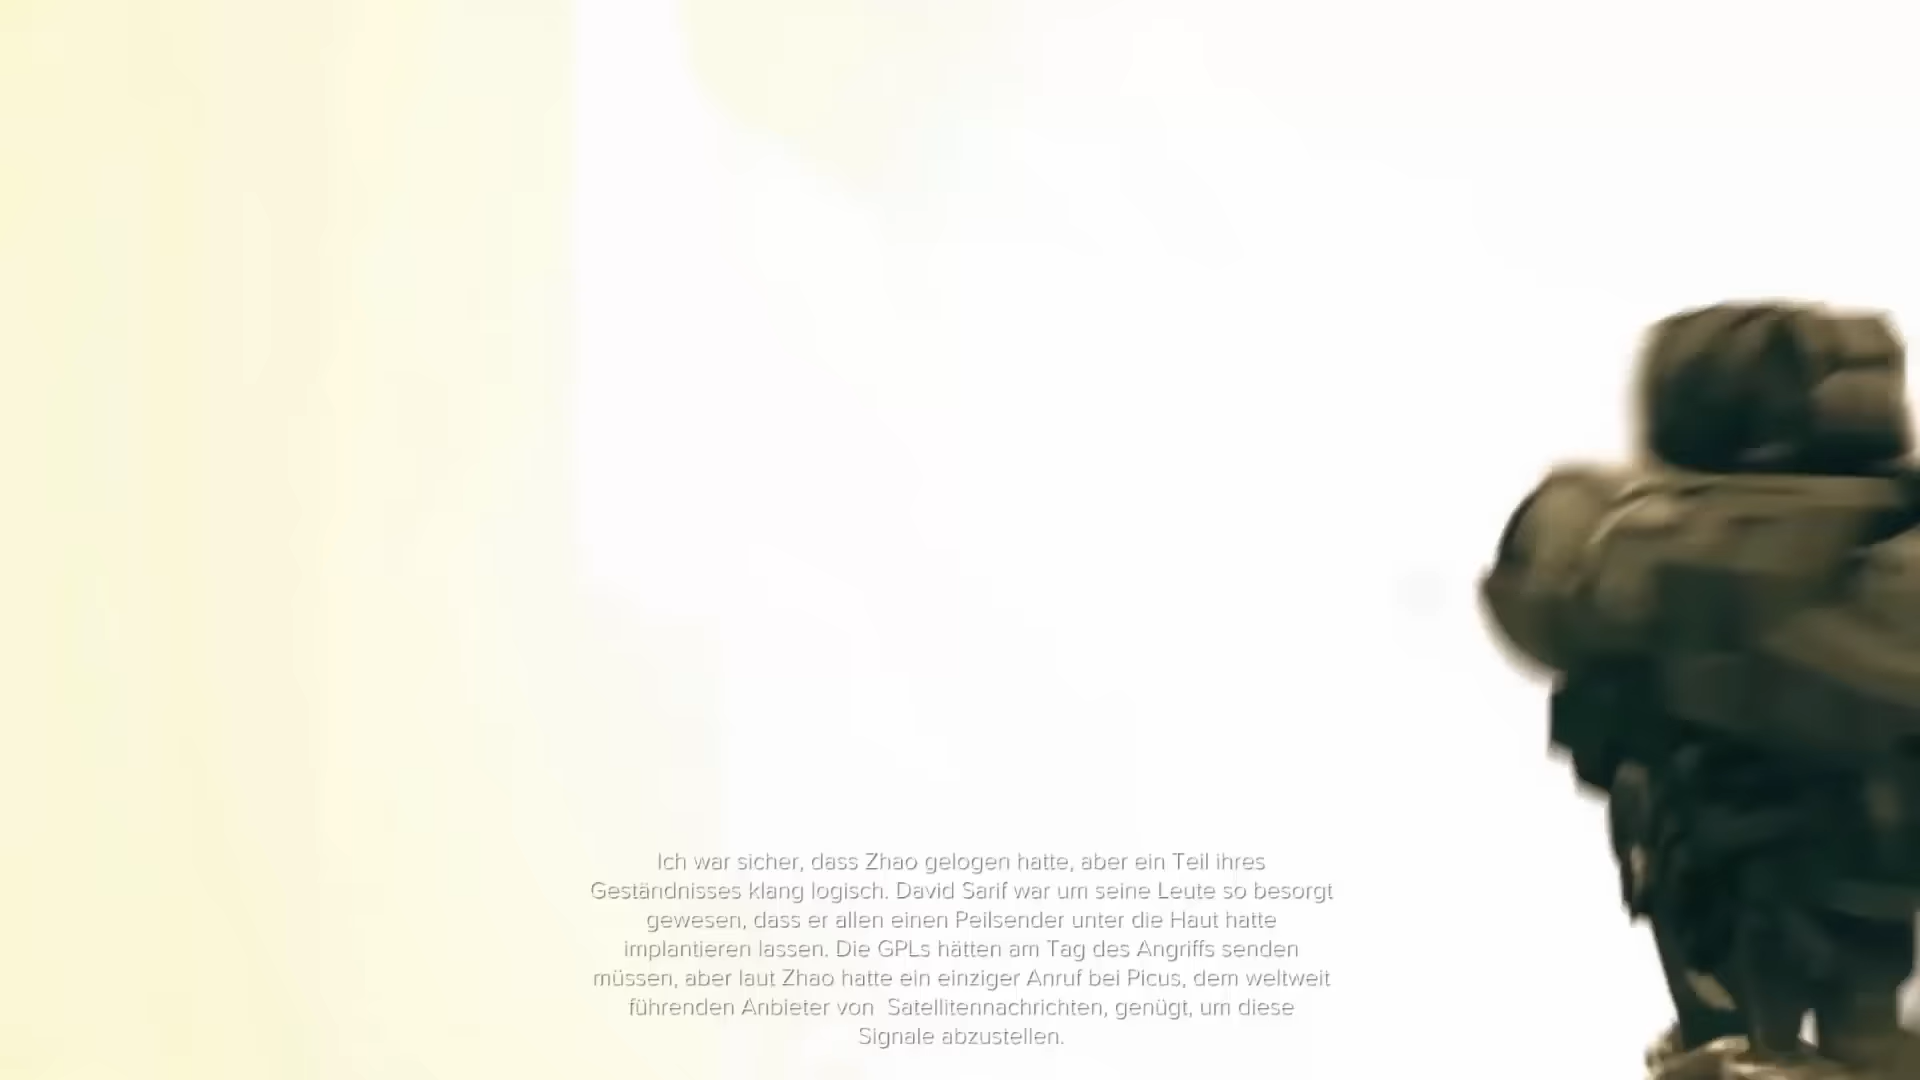 Ich war sicher, dass Zhao gelogen hatte, aber ein Teil ihres
Geständnisses klang logisch. David Sarif war um seine Leute so besorgt
gewesen, dass er allen einen Peilsender unter die Haut hatte
implantieren lassen. Die GPLs hätten am Tag des Angriffs senden
müssen, aber laut Zhao hatte ein einziger Anruf bei Picus, dem weltweit
führenden Anbieter von  Satellitennachrichten, genügt, um diese
Signale abzustellen.